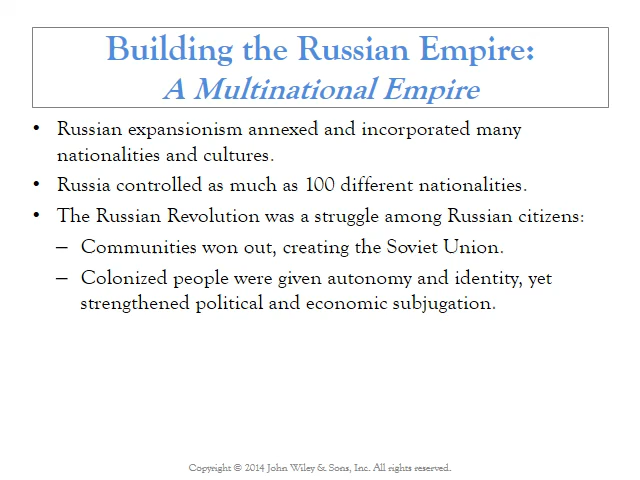 Building the Russian Empire:
A Multinational Empire
• Russian expansionism annexed and incorporated many
nationalities and cultures.
• Russia controlled as much as 100 different nationalities.
• The Russian Revolution was a struggle among Russian citizens:
– Communities won out, creating the Soviet Union.
– Colonized people were given autonomy and identity, yet
strengthened political and economic subjugation.
Copyright © 2014 John Wiley & Sons, Inc. All rights reserved.